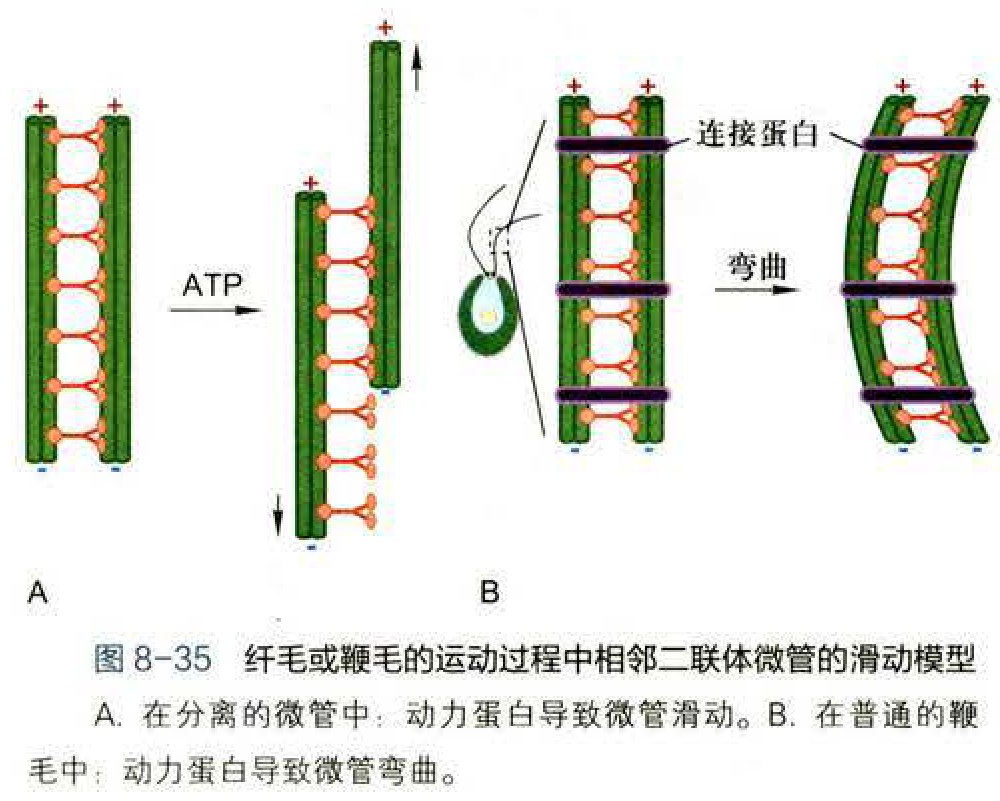 +
+ +
+ + + +
连接蛋白
+
ATP
弯曲
-
- - - -
- -
-
A B
图 8-35 纤毛或鞭毛的运动过程中相邻二联体微管的滑动模型
A. 在分离的微管中：动力蛋白导致微管滑动。B. 在普通的鞭
毛中：动力蛋白导致微管弯曲。